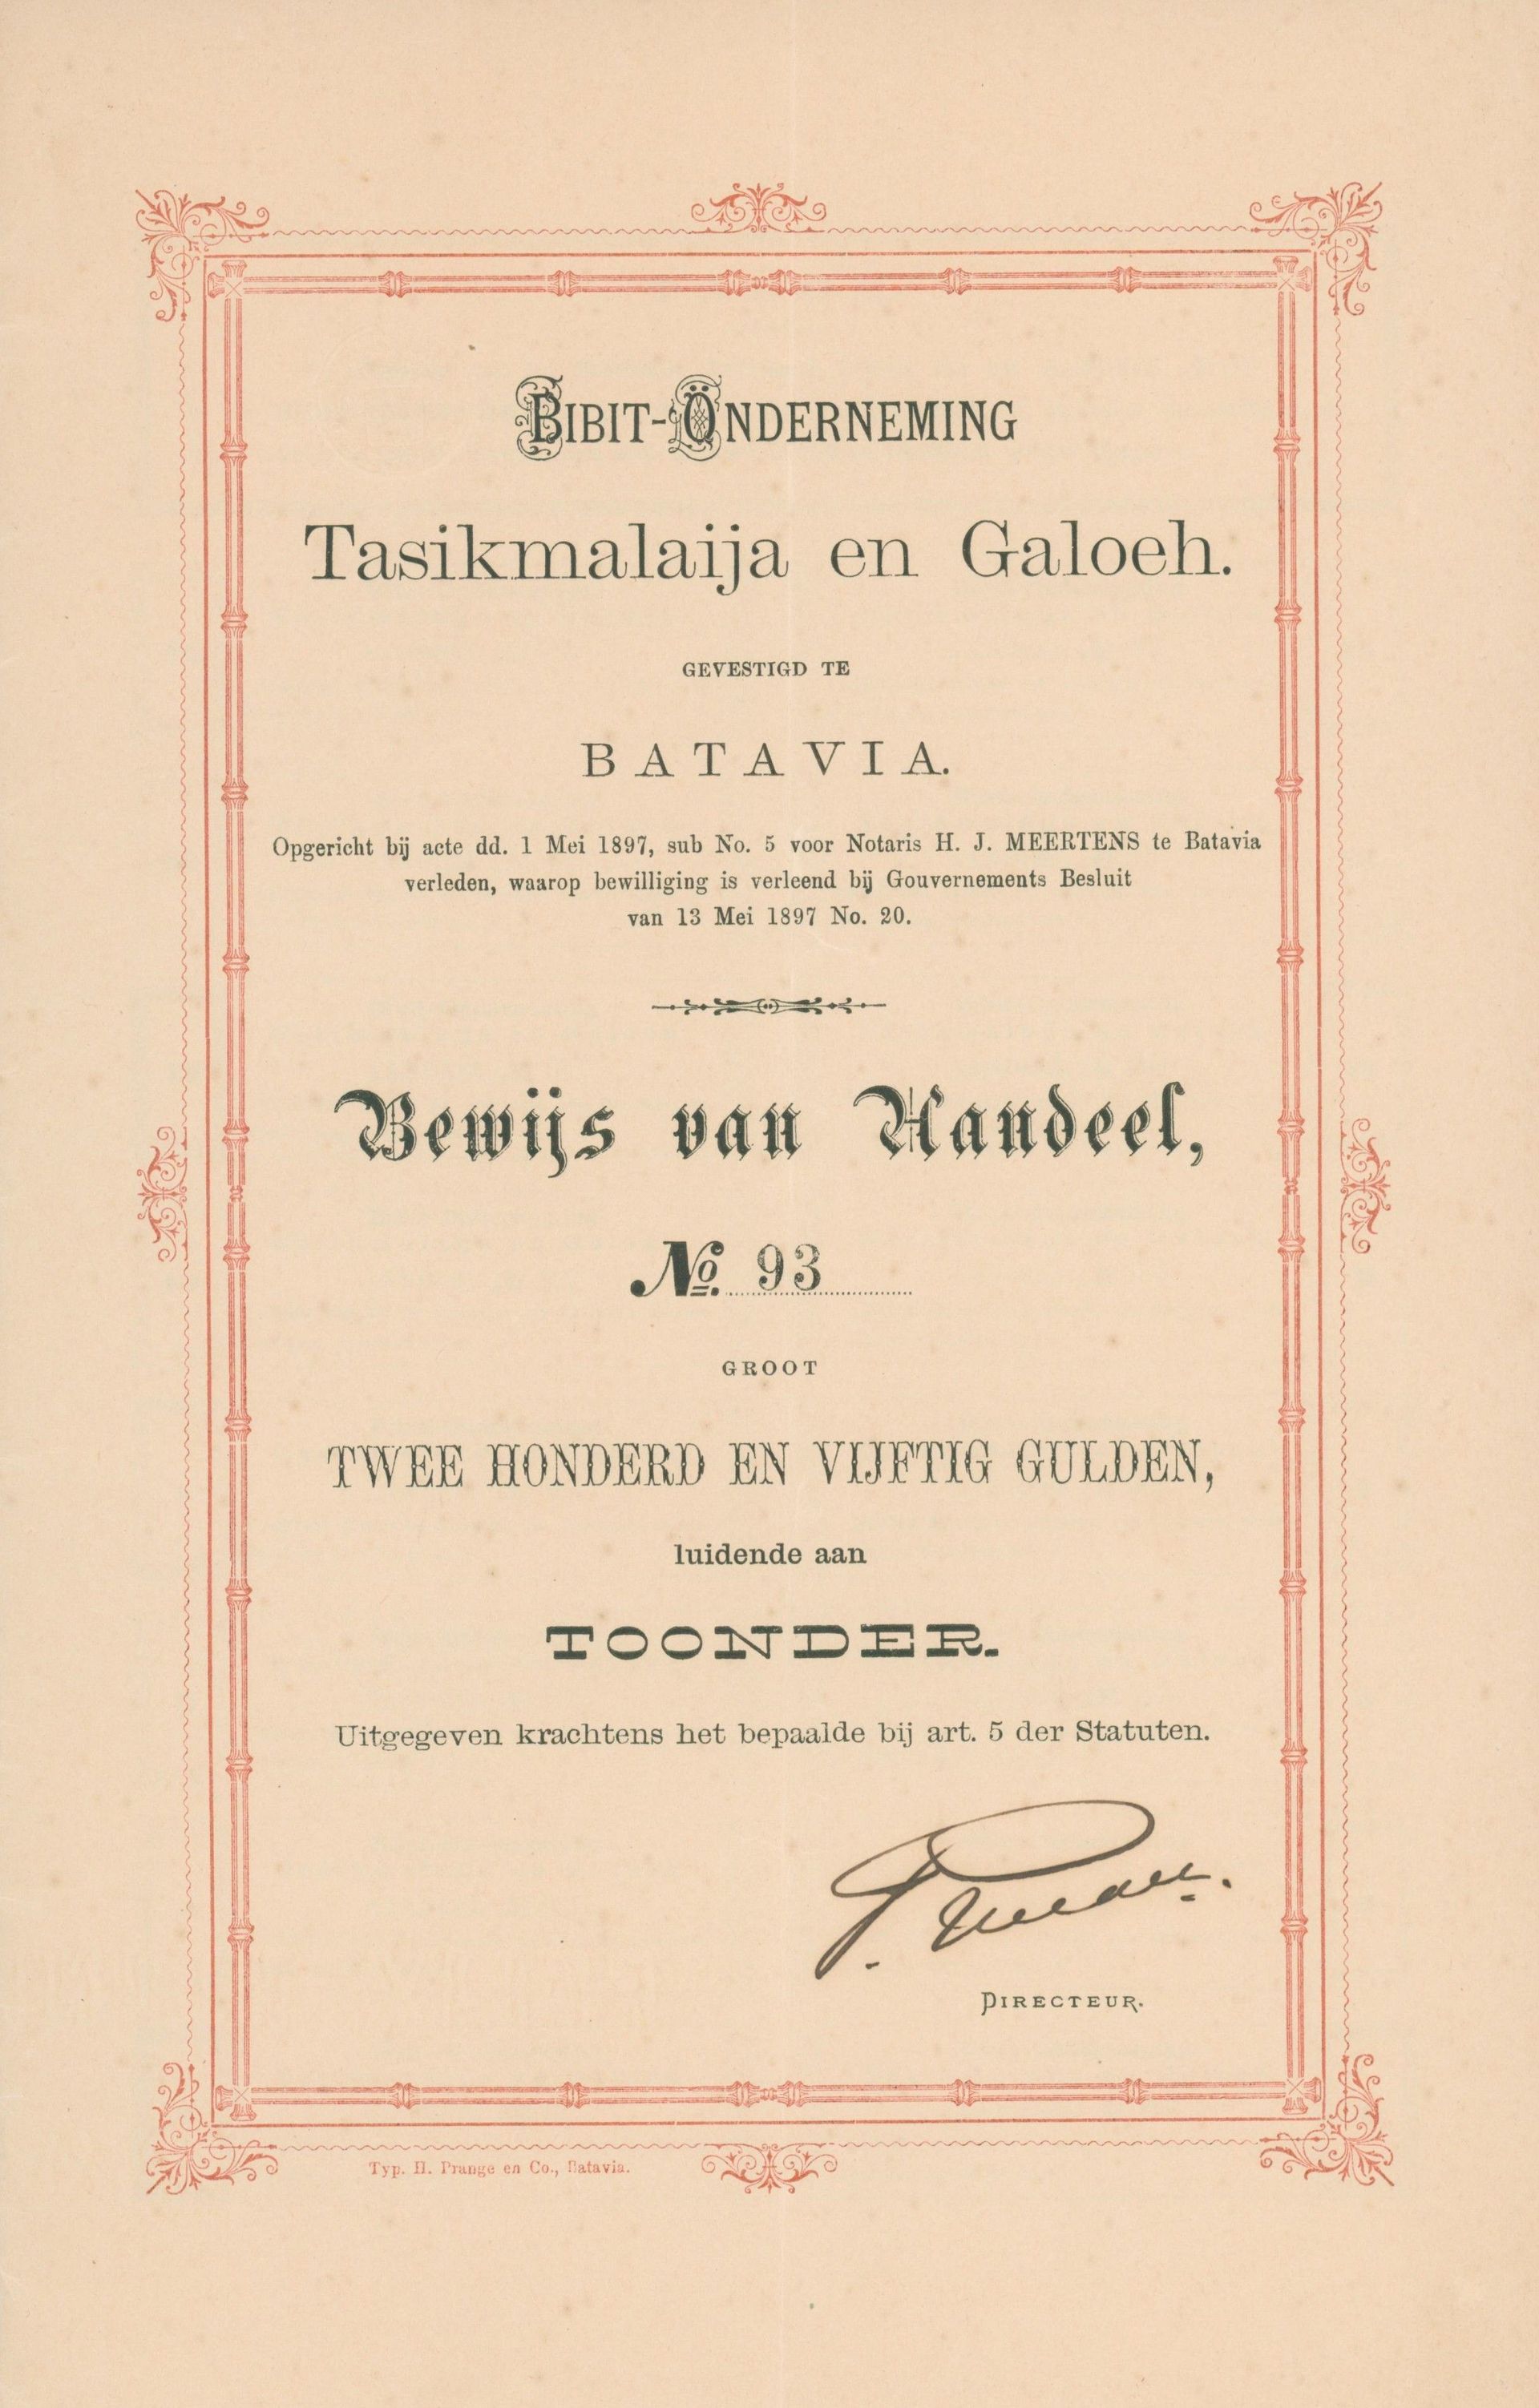 BIBIT-ONDERNEMING
Tasikmalaija en Galoeh.
GEVESTIGD TE
BATAVIA.
Opgericht bij acte dd. 1 Mei 1897, sub No. 5 voor Notaris H. J. MEERTENS te Batavia
verleden, waarop bewilliging is verleend bij Gouvernements Besluit
van 13 Mei 1897 No. 20.
Bewijs van Aandeel,
No. 93
GROOT
TWEE HONDERD EN VIJFTIG GULDEN,
luidende aan
TOONDER.
Uitgegeven krachtens het bepaalde bij art. 5 der Statuten.
DIRECTEUR.
Typ. H. Prange en Co., Batavia.